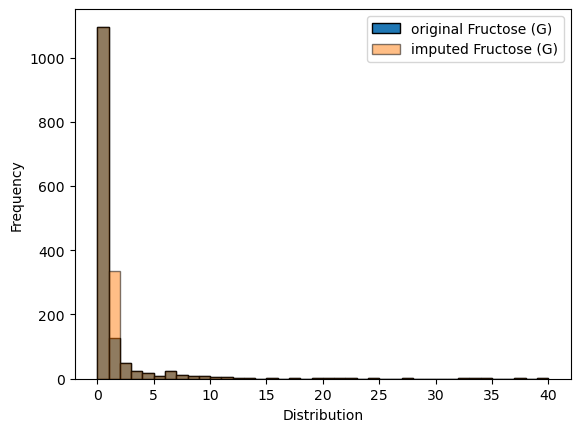 original Fructose (G)
imputed Fructose (G)
1000
800
600
400
200
0
Frequency
0 5 10 15 20 25 30 35 40
Distribution